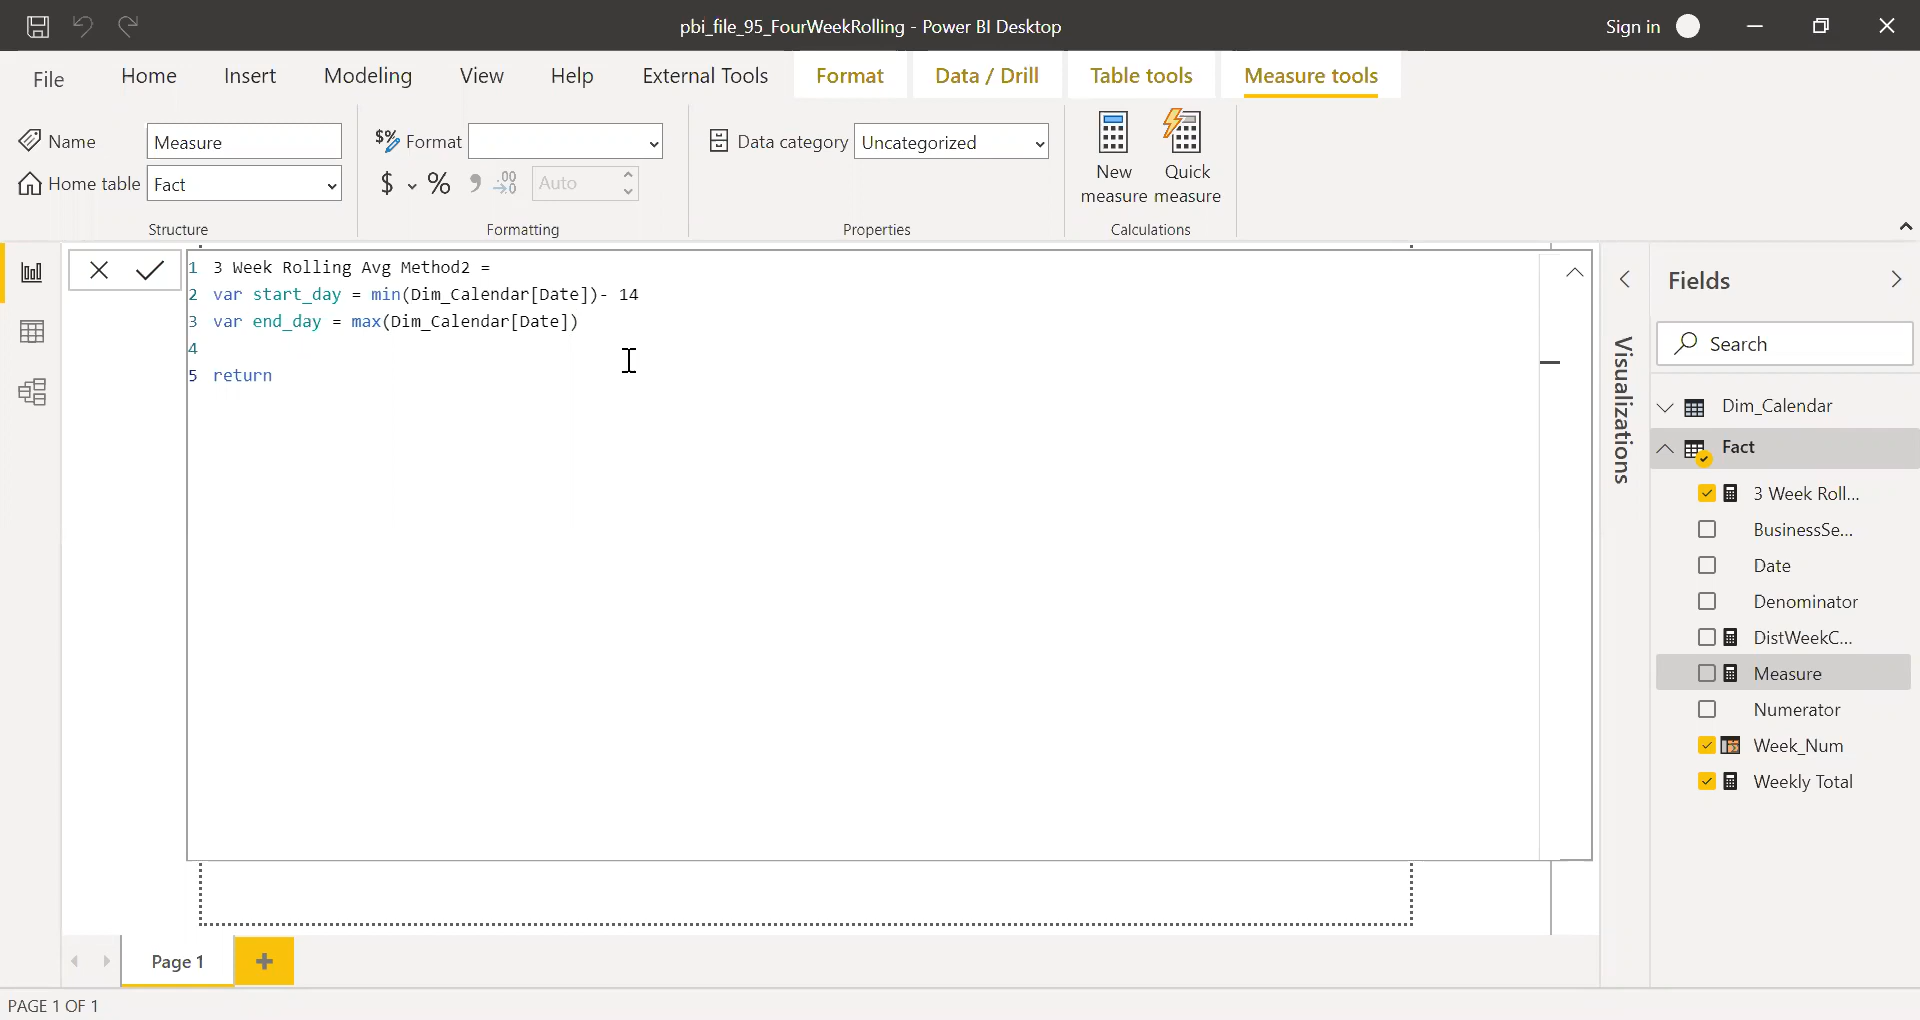 pbi_file_95_FourWeekRolling - Power BI Desktop
Sign in
File Home Insert Modeling View Help External Tools Format Data / Drill Table tools Measure tools
Name Measure
Home table Fact
Structure
$% Format
$ % , .00 Auto
Formatting
Data category Uncategorized
Properties
New measure
Quick measure
Calculations
1 3 Week Rolling Avg Method2 =
2 var start_day = min(Dim_Calendar[Date])- 14
3 var end_day = max(Dim_Calendar[Date])
4
5 return
Visualizations
Fields
Search
Dim_Calendar
Fact
3 Week Roll...
BusinessSe...
Date
Denominator
DistWeekC...
Measure
Numerator
Week_Num
Weekly Total
Page 1
PAGE 1 OF 1